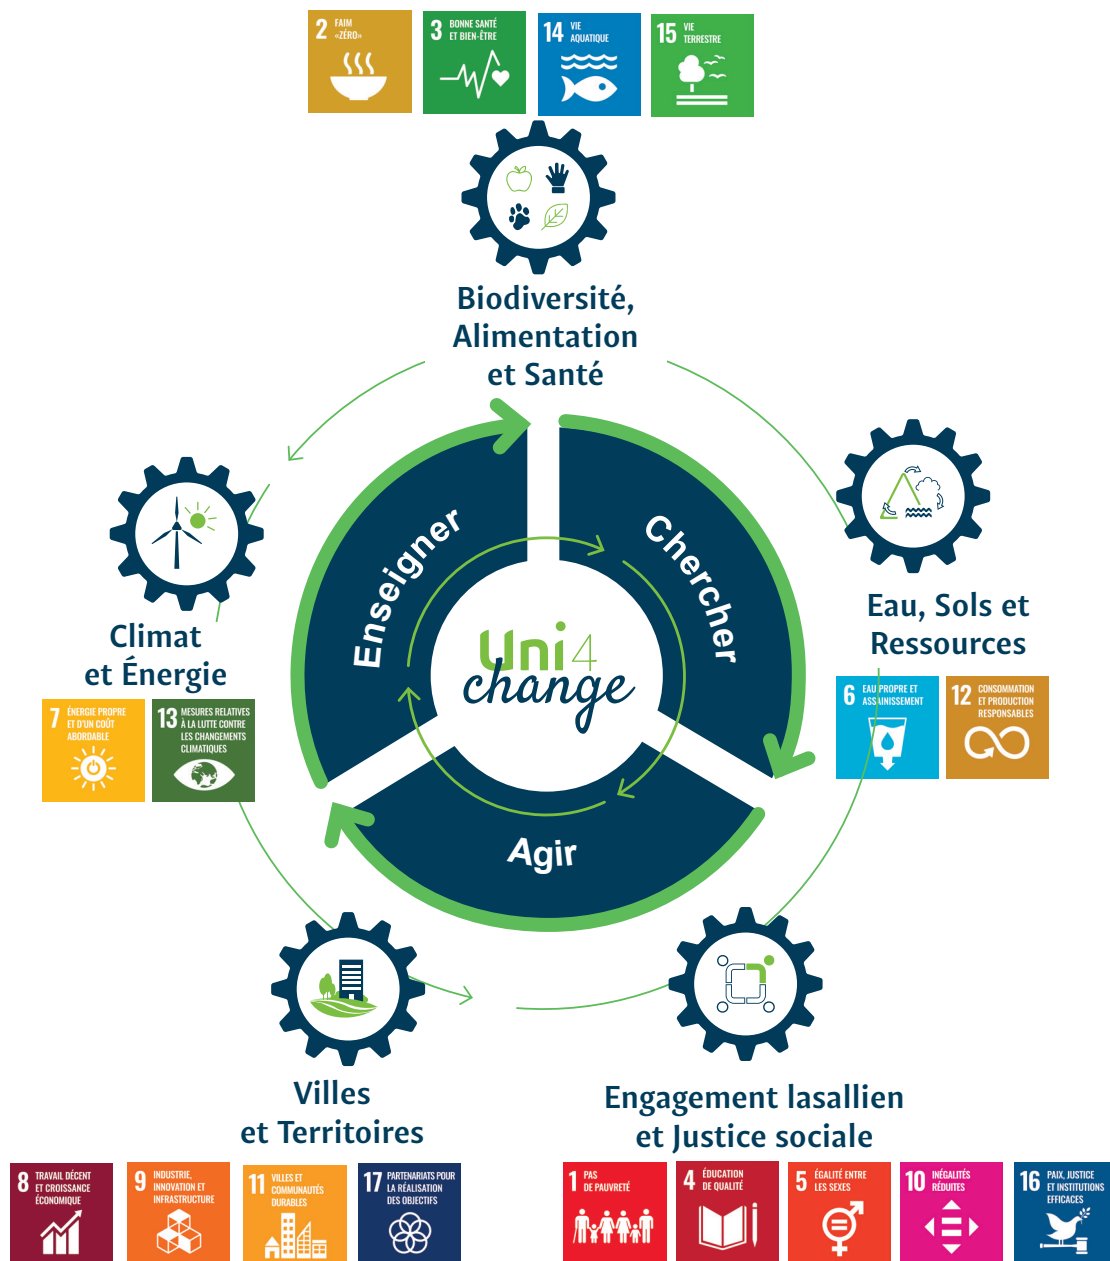 2 FAIM
«ZÉRO»
3 BONNE SANTÉ
ET BIEN-ÊTRE
14 VIE
AQUATIQUE
15 VIE
TERRESTRE
Biodiversité,
Alimentation
et Santé
Enseigner
Chercher
Agir
Uni4
change
Climat
et Énergie
7 ÉNERGIE PROPRE
ET D'UN COÛT
ABORDABLE
13 MESURES RELATIVES
À LA LUTTE CONTRE
LES CHANGEMENTS
CLIMATIQUES
Eau, Sols et
Ressources
6 EAU PROPRE ET
ASSAINISSEMENT
12 CONSOMMATION
ET PRODUCTION
RESPONSABLES
Villes
et Territoires
8 TRAVAIL DÉCENT
ET CROISSANCE
ÉCONOMIQUE
9 INDUSTRIE,
INNOVATION ET
INFRASTRUCTURE
11 VILLES ET
COMMUNAUTÉS
DURABLES
17 PARTENARIATS POUR
LA RÉALISATION
DES OBJECTIFS
Engagement lasallien
et Justice sociale
1 PAS
DE PAUVRETÉ
4 ÉDUCATION
DE QUALITÉ
5 ÉGALITÉ ENTRE
LES SEXES
10 INÉGALITÉS
RÉDUITES
16 PAIX, JUSTICE
ET INSTITUTIONS
EFFICACES